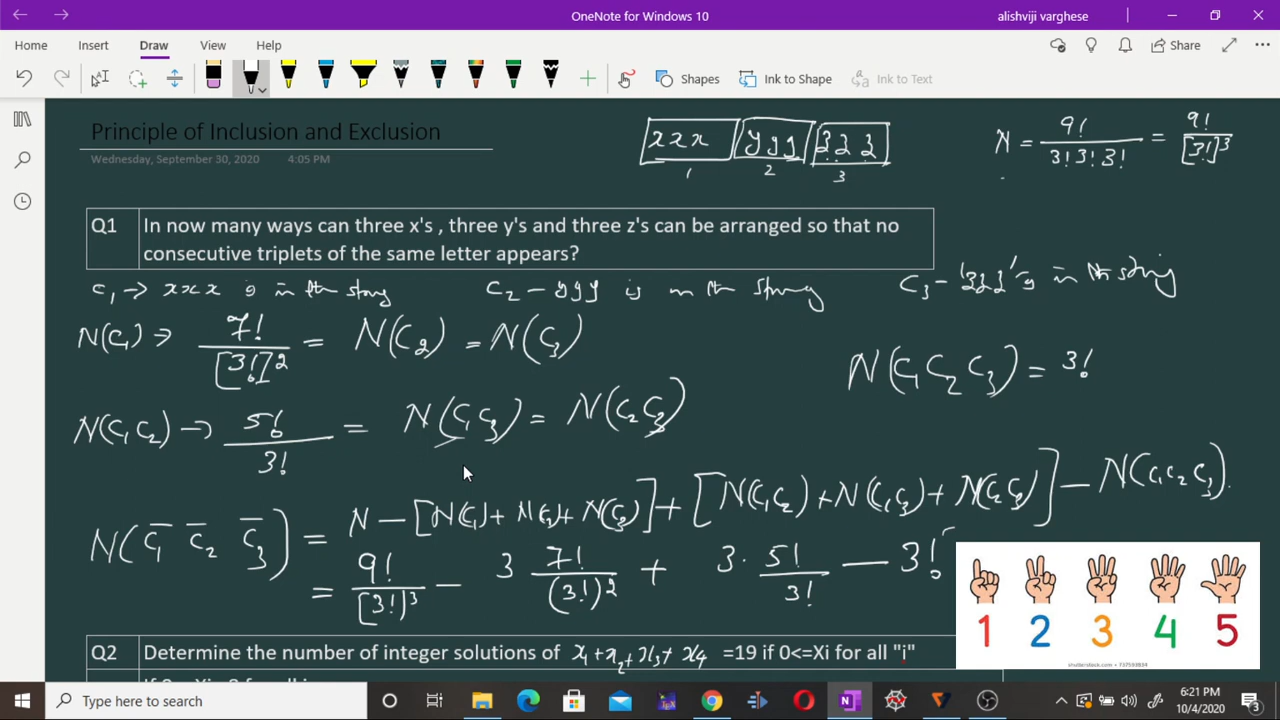 OneNote for Windows 10
alishviji varghese
Home Insert Draw View Help
Share
Shapes Ink to Shape Ink to Text
Principle of Inclusion and Exclusion
Wednesday, September 30, 2020 4:05 PM
xxx yyy zzz
1 2 3
N = 9!/3!3!3! = 9!/[3!]^3
Q1 In now many ways can three x's , three y's and three z's can be arranged so that no
consecutive triplets of the same letter appears?
C1 → xxx is in the string C2 - yyy is in the string C3 - 'zzz' is in the string
N(C1) → 7!/[3!]^2 = N(C2) = N(C3)
N(C1C2C3) = 3!
N(C1C2) → 5!/3! = N(C1C3) = N(C2C3)
N(C̅1 C̅2 C̅3) = N - [N(C1) + N(C2) + N(C3)] + [N(C1C2) + N(C1C3) + N(C2C3)] - N(C1C2C3).
= 9!/[3!]^3 - 3 7!/(3!)^2 + 3 · 5!/3! - 3!
1 2 3 4 5
shutterstock.com · 737593834
Q2 Determine the number of integer solutions of x1+x2+x3+x4 =19 if 0<=Xi for all "i"
Type here to search
6:21 PM
10/4/2020
3